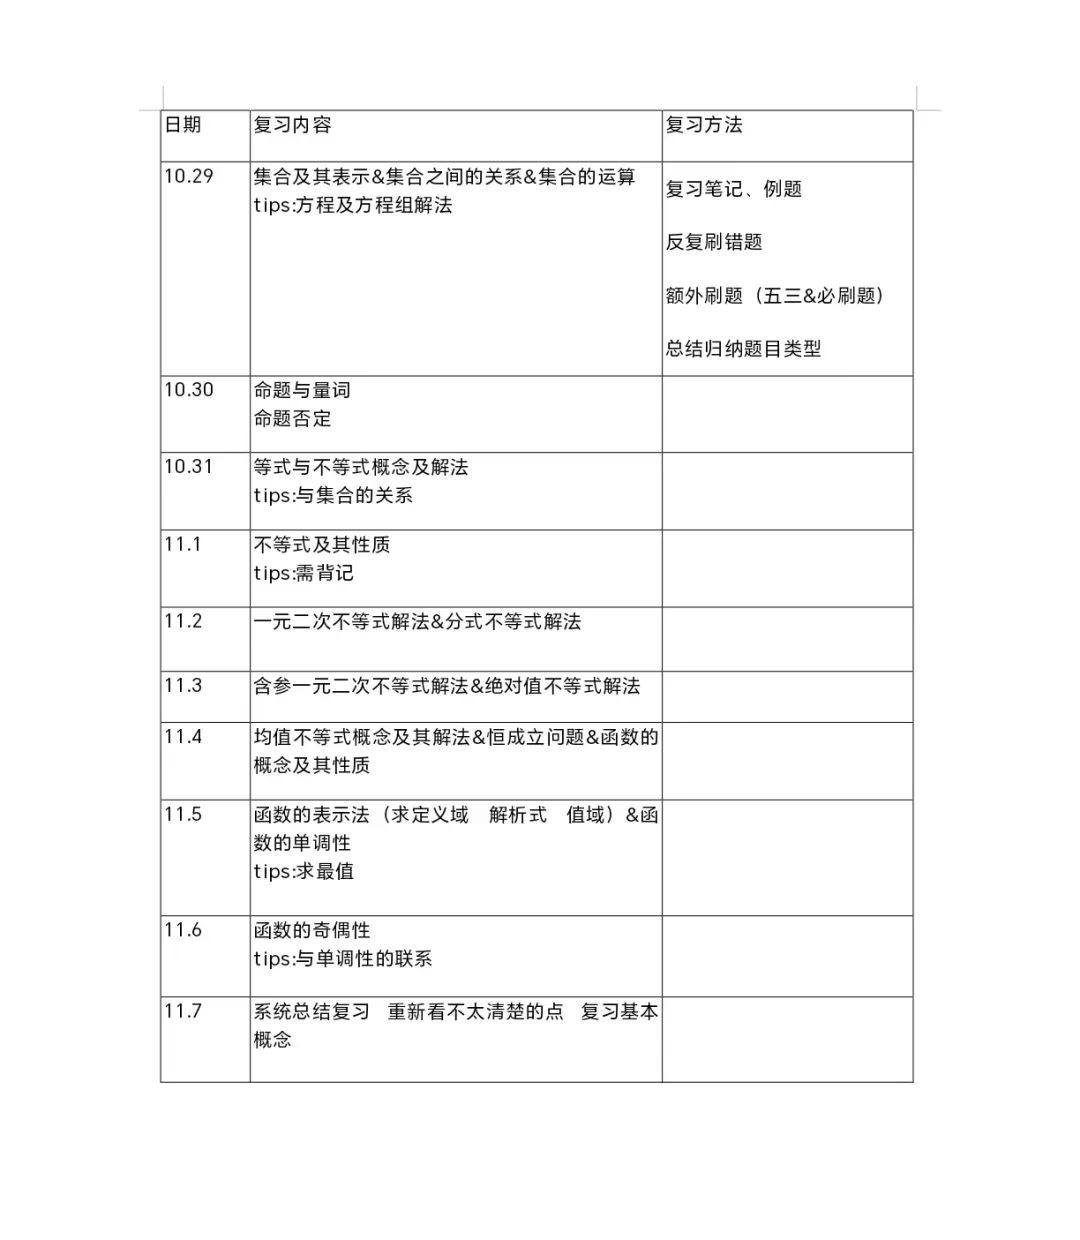 日期 复习内容 复习方法
10.29 集合及其表示&集合之间的关系&集合的运算
tips:方程及方程组解法
复习笔记、例题
反复刷错题
额外刷题（五三&必刷题）
总结归纳题目类型
10.30 命题与量词
命题否定
10.31 等式与不等式概念及解法
tips:与集合的关系
11.1 不等式及其性质
tips:需背记
11.2 一元二次不等式解法&分式不等式解法
11.3 含参一元二次不等式解法&绝对值不等式解法
11.4 均值不等式概念及其解法&恒成立问题&函数的
概念及其性质
11.5 函数的表示法（求定义域 解析式 值域）&函
数的单调性
tips:求最值
11.6 函数的奇偶性
tips:与单调性的联系
11.7 系统总结复习 重新看不太清楚的点 复习基本
概念